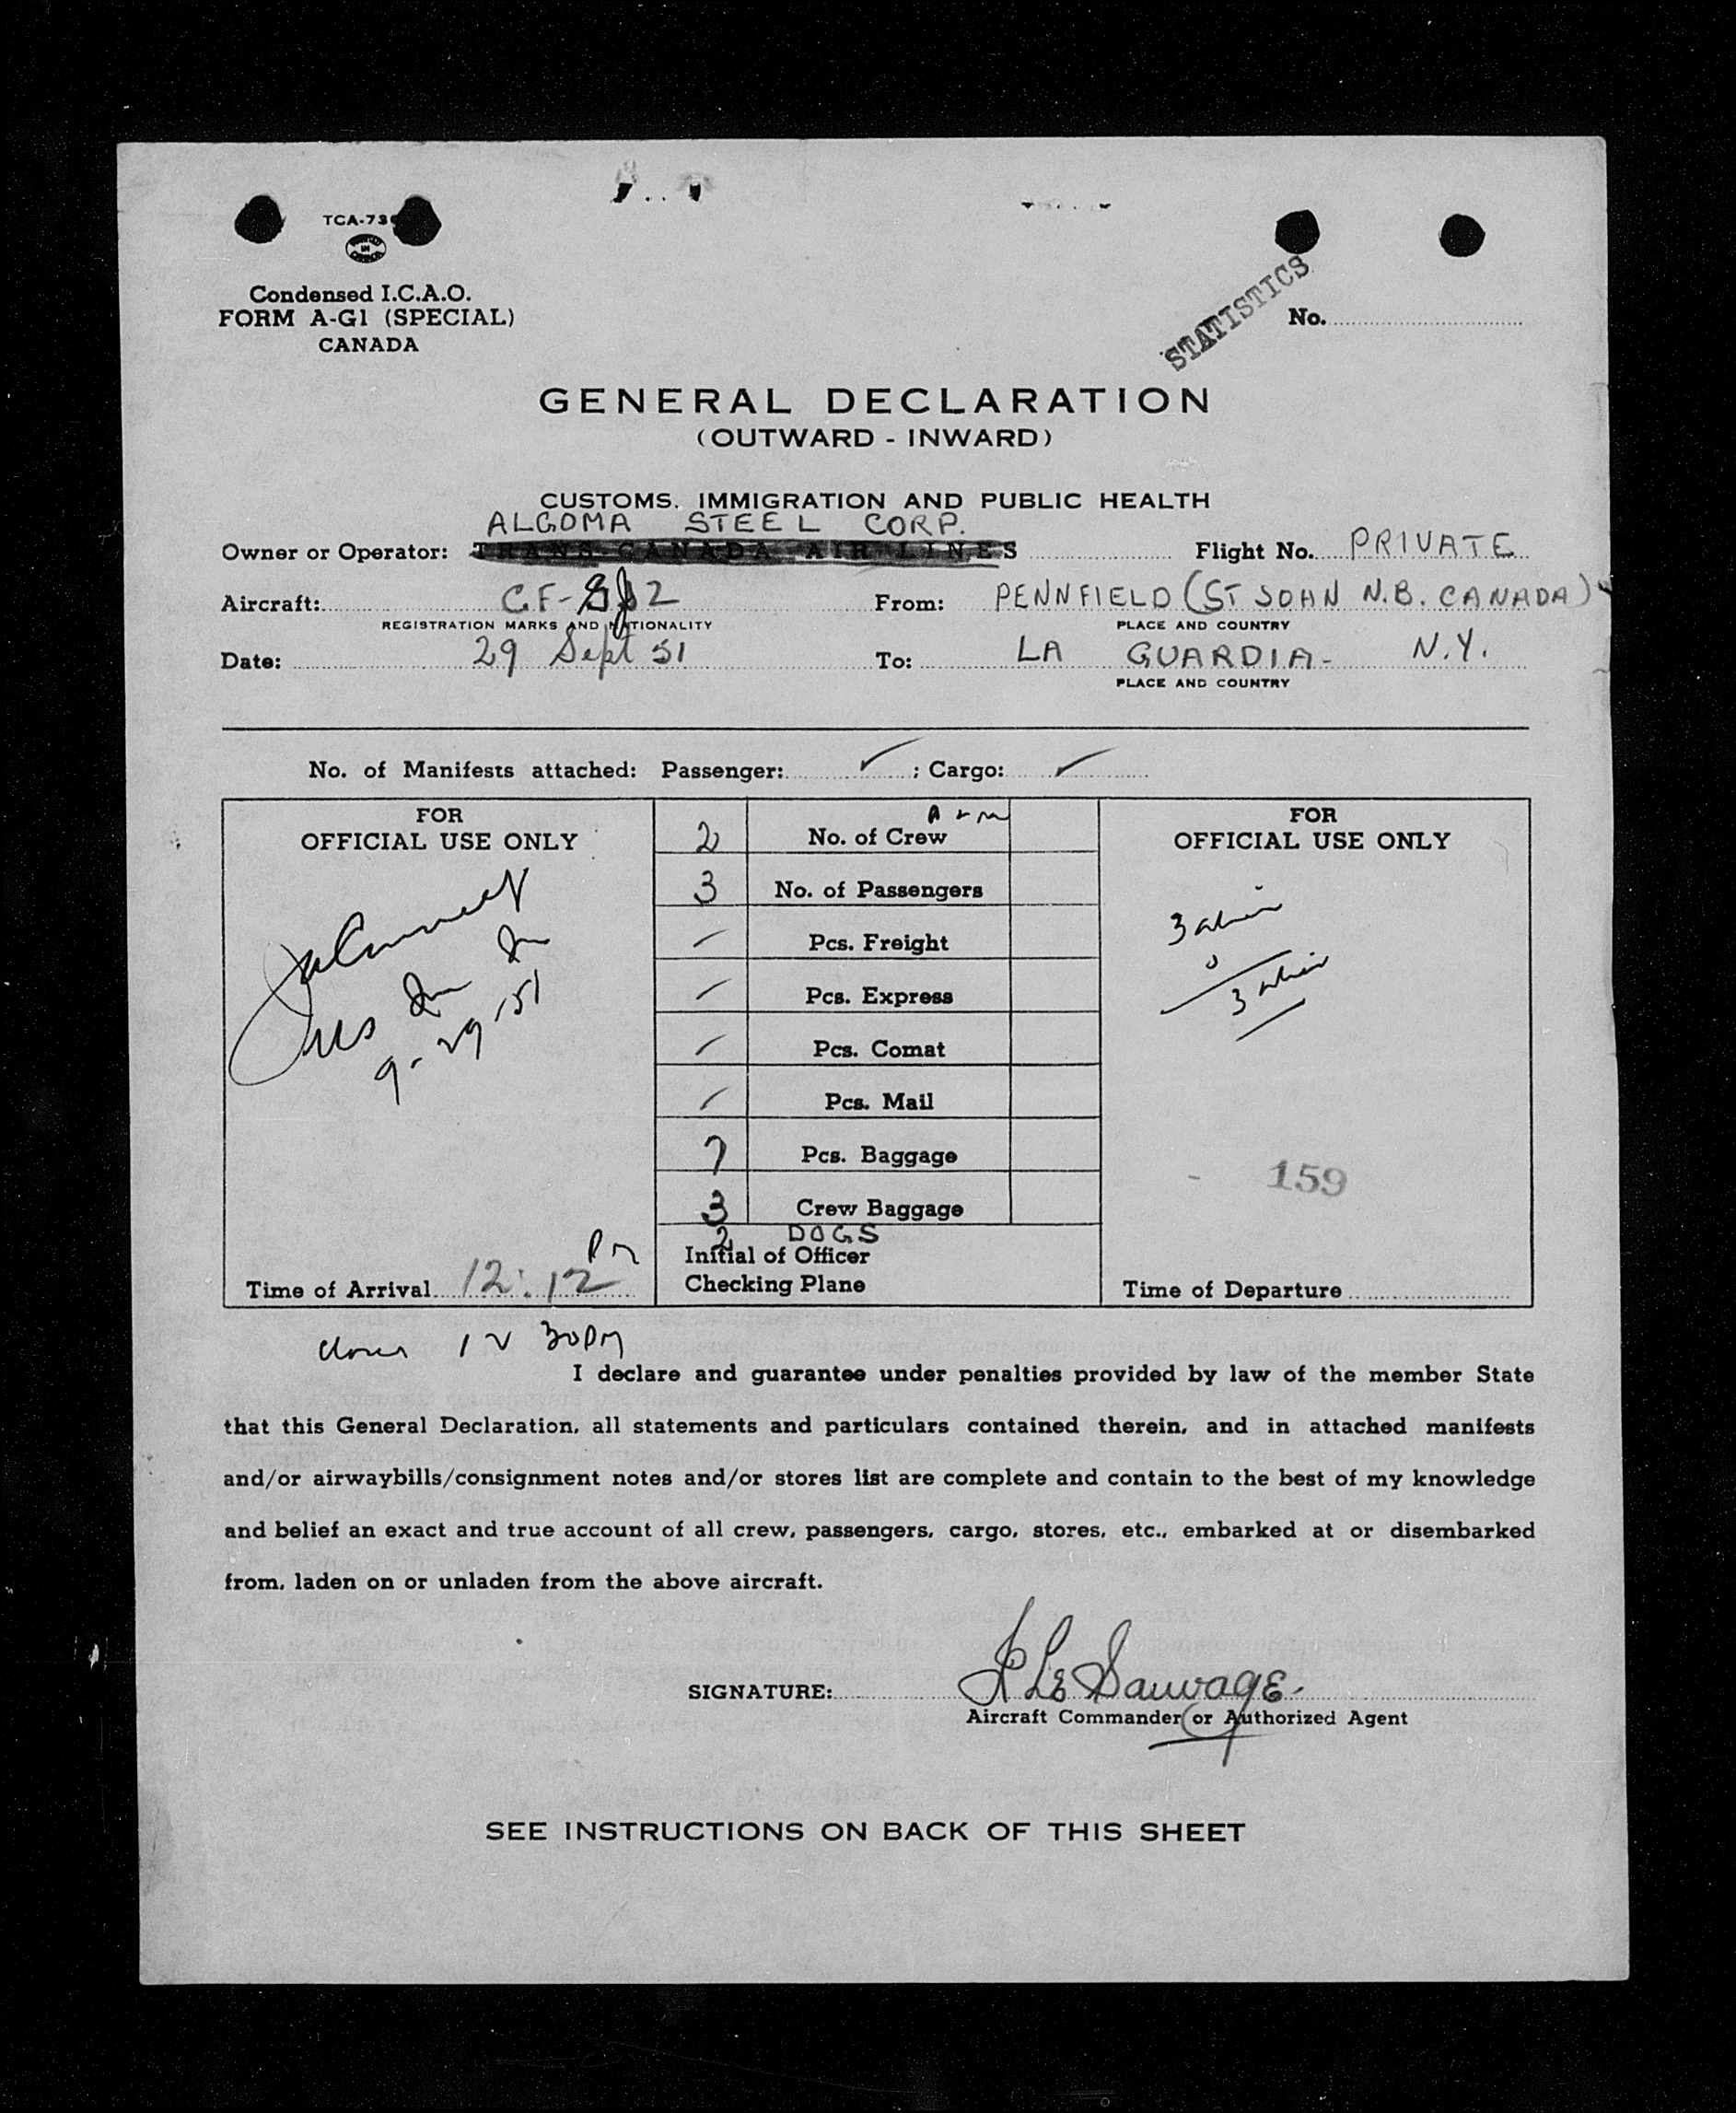 TCA-73
Condensed I.C.A.O.
FORM A-G1 (SPECIAL)
CANADA
STATISTICS
No.
GENERAL DECLARATION
(OUTWARD - INWARD)
CUSTOMS, IMMIGRATION AND PUBLIC HEALTH
ALGOMA STEEL CORP.
Owner or Operator: TRANS-CANADA AIR LINES Flight No. PRIVATE
Aircraft: From: PENNFIELD (ST JOHN N.B. CANADA)
REGISTRATION MARKS AND NATIONALITY PLACE AND COUNTRY
Date: 29 Sept 51 To: LA GUARDIA - N.Y.
PLACE AND COUNTRY
No. of Manifests attached: Passenger: ✓ ; Cargo: ✓
FOR
OFFICIAL USE ONLY
9-29-51
Time of Arrival 12:12 PM
2 No. of Crew
3 No. of Passengers
/ Pcs. Freight
/ Pcs. Express
/ Pcs. Comat
/ Pcs. Mail
7 Pcs. Baggage
3 Crew Baggage
2 DOGS
Initial of Officer
Checking Plane
FOR
OFFICIAL USE ONLY
3
0
3
159
Time of Departure
12 30 PM
I declare and guarantee under penalties provided by law of the member State
that this General Declaration, all statements and particulars contained therein, and in attached manifests
and/or airwaybills/consignment notes and/or stores list are complete and contain to the best of my knowledge
and belief an exact and true account of all crew, passengers, cargo, stores, etc., embarked at or disembarked
from, laden on or unladen from the above aircraft.
SIGNATURE: Le Sauvage
Aircraft Commander or Authorized Agent
SEE INSTRUCTIONS ON BACK OF THIS SHEET